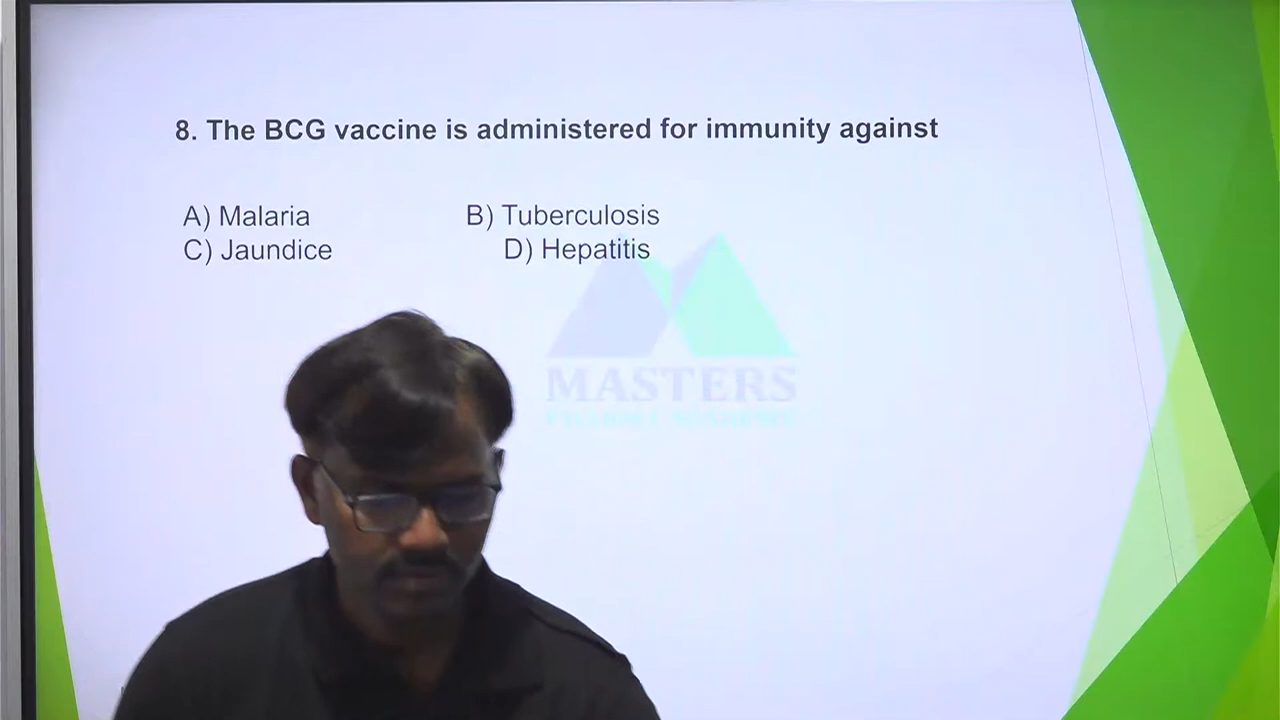 8. The BCG vaccine is administered for immunity against
A) Malaria B) Tuberculosis
C) Jaundice D) Hepatitis
MASTERS